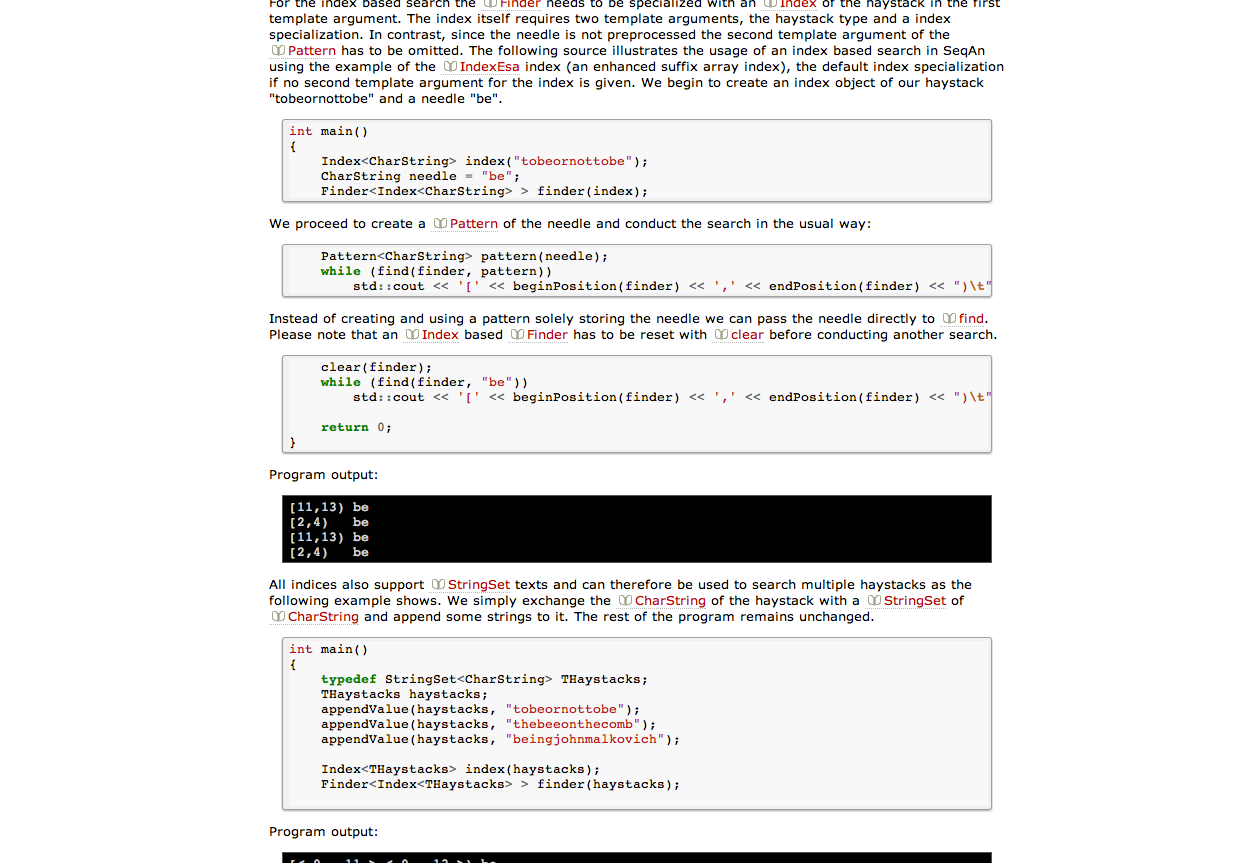 For the index based search the Finder needs to be specialized with an Index of the haystack in the first
template argument. The index itself requires two template arguments, the haystack type and a index
specialization. In contrast, since the needle is not preprocessed the second template argument of the
Pattern has to be omitted. The following source illustrates the usage of an index based search in SeqAn
using the example of the IndexEsa index (an enhanced suffix array index), the default index specialization
if no second template argument for the index is given. We begin to create an index object of our haystack
"tobeornottobe" and a needle "be".
int main()
{
    Index<CharString> index("tobeornottobe");
    CharString needle = "be";
    Finder<Index<CharString> > finder(index);
We proceed to create a Pattern of the needle and conduct the search in the usual way:
    Pattern<CharString> pattern(needle);
    while (find(finder, pattern))
        std::cout << '[' << beginPosition(finder) << ',' << endPosition(finder) << ")\t"
Instead of creating and using a pattern solely storing the needle we can pass the needle directly to find.
Please note that an Index based Finder has to be reset with clear before conducting another search.
    clear(finder);
    while (find(finder, "be"))
        std::cout << '[' << beginPosition(finder) << ',' << endPosition(finder) << ")\t"
    return 0;
}
Program output:
[11,13) be
[2,4)   be
[11,13) be
[2,4)   be
All indices also support StringSet texts and can therefore be used to search multiple haystacks as the
following example shows. We simply exchange the CharString of the haystack with a StringSet of
CharString and append some strings to it. The rest of the program remains unchanged.
int main()
{
    typedef StringSet<CharString> THaystacks;
    THaystacks haystacks;
    appendValue(haystacks, "tobeornottobe");
    appendValue(haystacks, "thebeeonthecomb");
    appendValue(haystacks, "beingjohnmalkovich");
    Index<THaystacks> index(haystacks);
    Finder<Index<THaystacks> > finder(haystacks);
Program output: